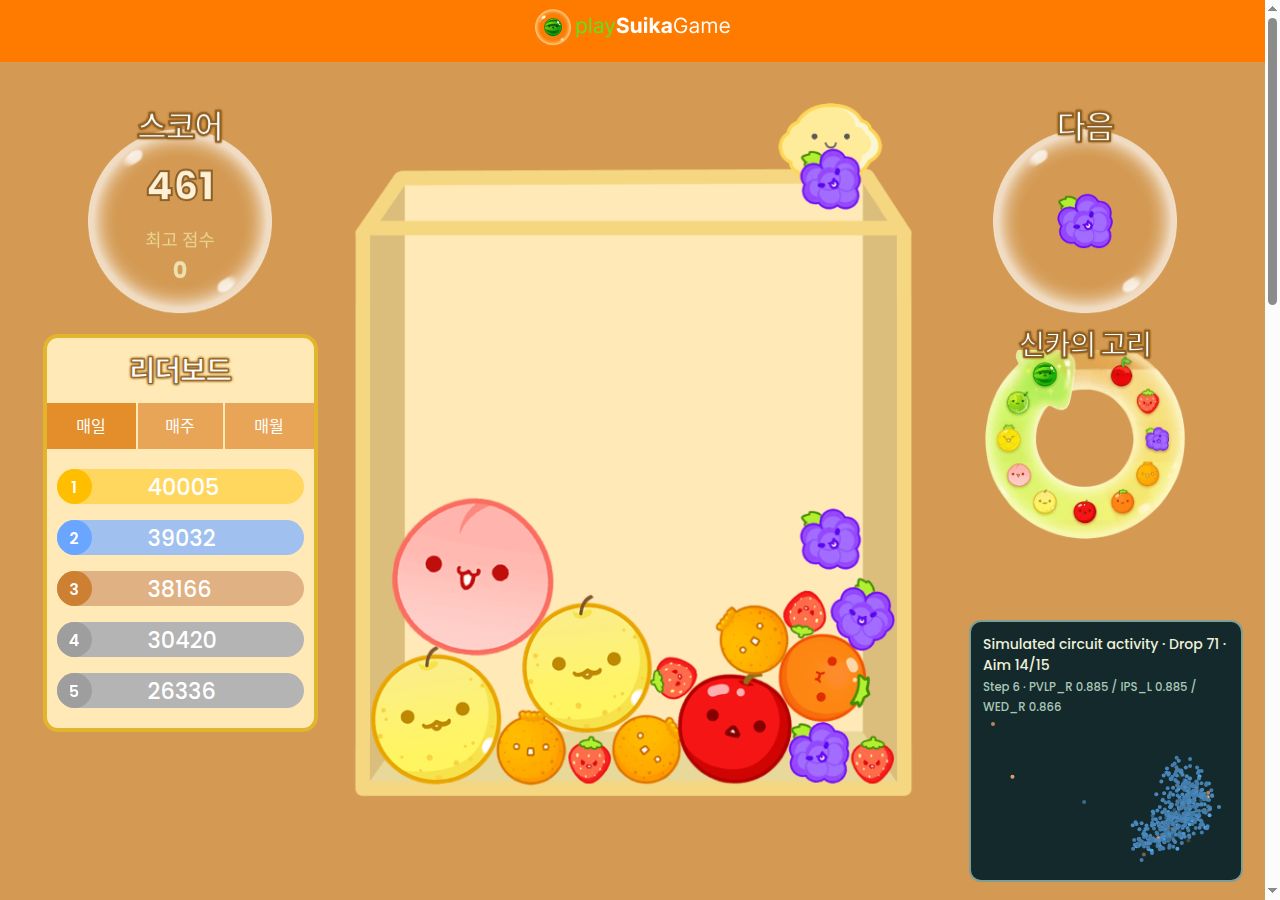 playSuikaGame
스코어
461
최고 점수
0
다음
신카의 고리
리더보드
매일 매주 매월
1 40005
2 39032
3 38166
4 30420
5 26336
Simulated circuit activity · Drop 71 ·
Aim 14/15
Step 6 · PVLP_R 0.885 / IPS_L 0.885 /
WED_R 0.866